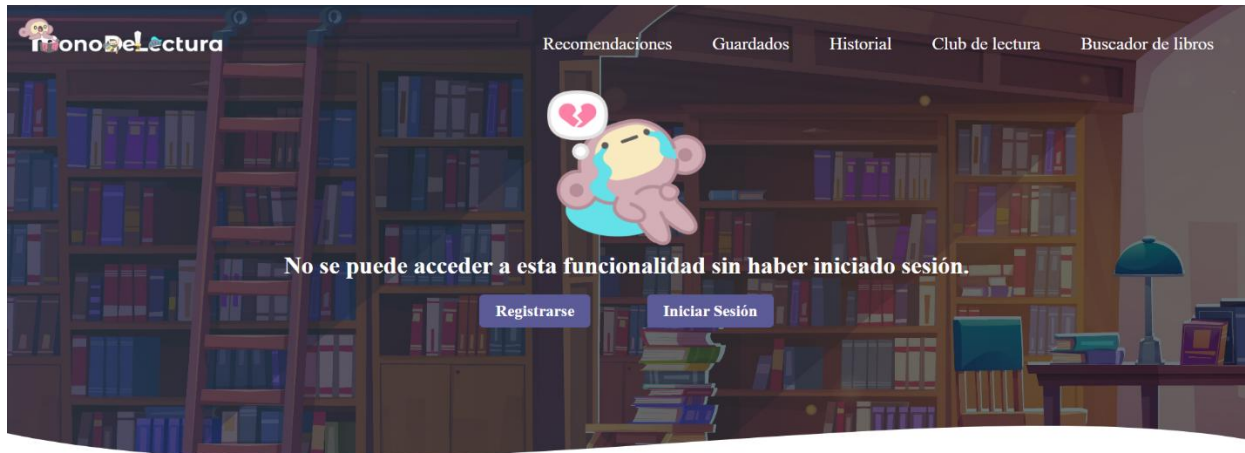 MonoDeLectura
Recomendaciones Guardados Historial Club de lectura Buscador de libros
No se puede acceder a esta funcionalidad sin haber iniciado sesión.
Registrarse Iniciar Sesión